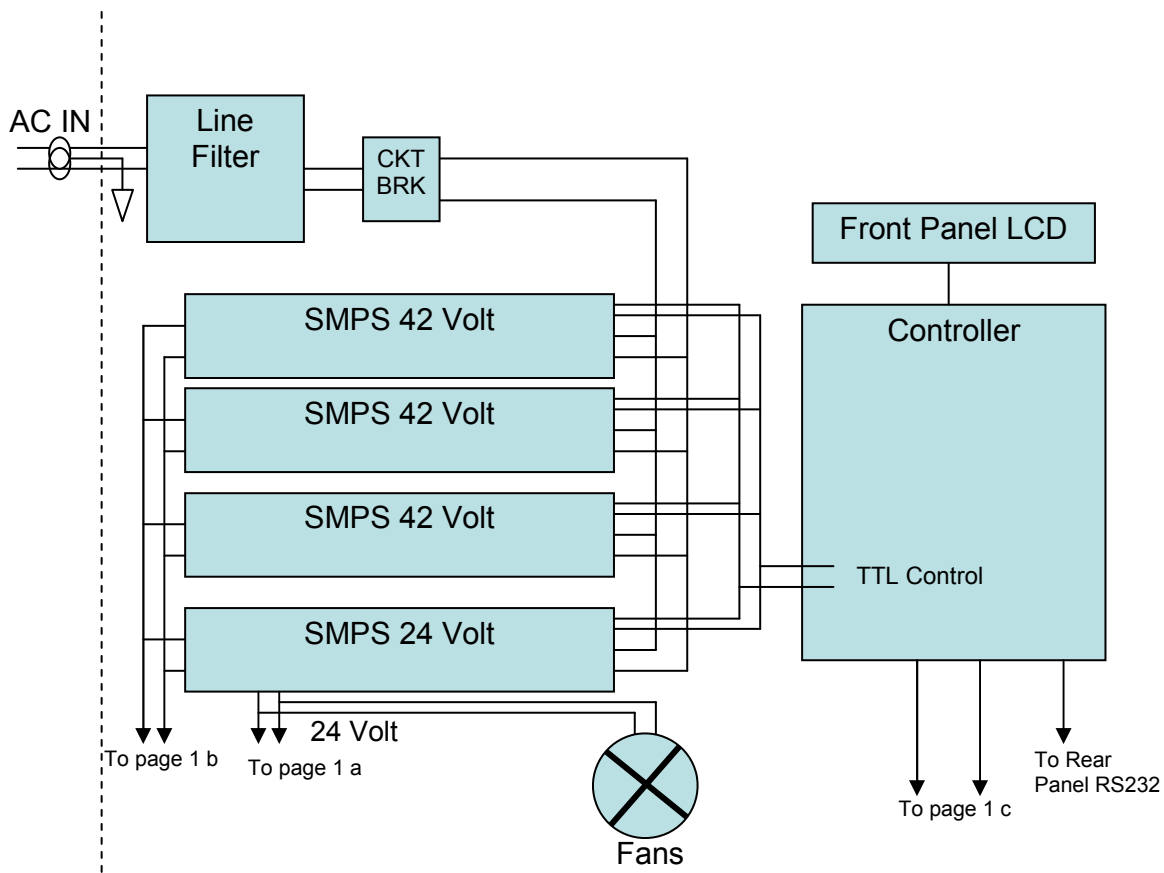 AC IN
Line
Filter
CKT
BRK
Front Panel LCD
SMPS 42 Volt
Controller
SMPS 42 Volt
SMPS 42 Volt
TTL Control
SMPS 24 Volt
24 Volt
To page 1 b
To page 1 a
To Rear
Panel RS232
To page 1 c
Fans